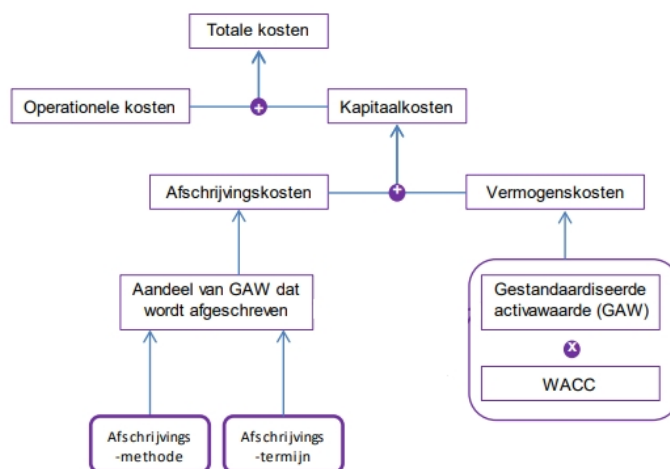 Totale kosten
Operationele kosten
+
Kapitaalkosten
Afschrijvingskosten
+
Vermogenskosten
Aandeel van GAW dat
wordt afgeschreven
Gestandaardiseerde
activawaarde (GAW)
x
WACC
Afschrijvings
-methode
Afschrijvings
-termijn